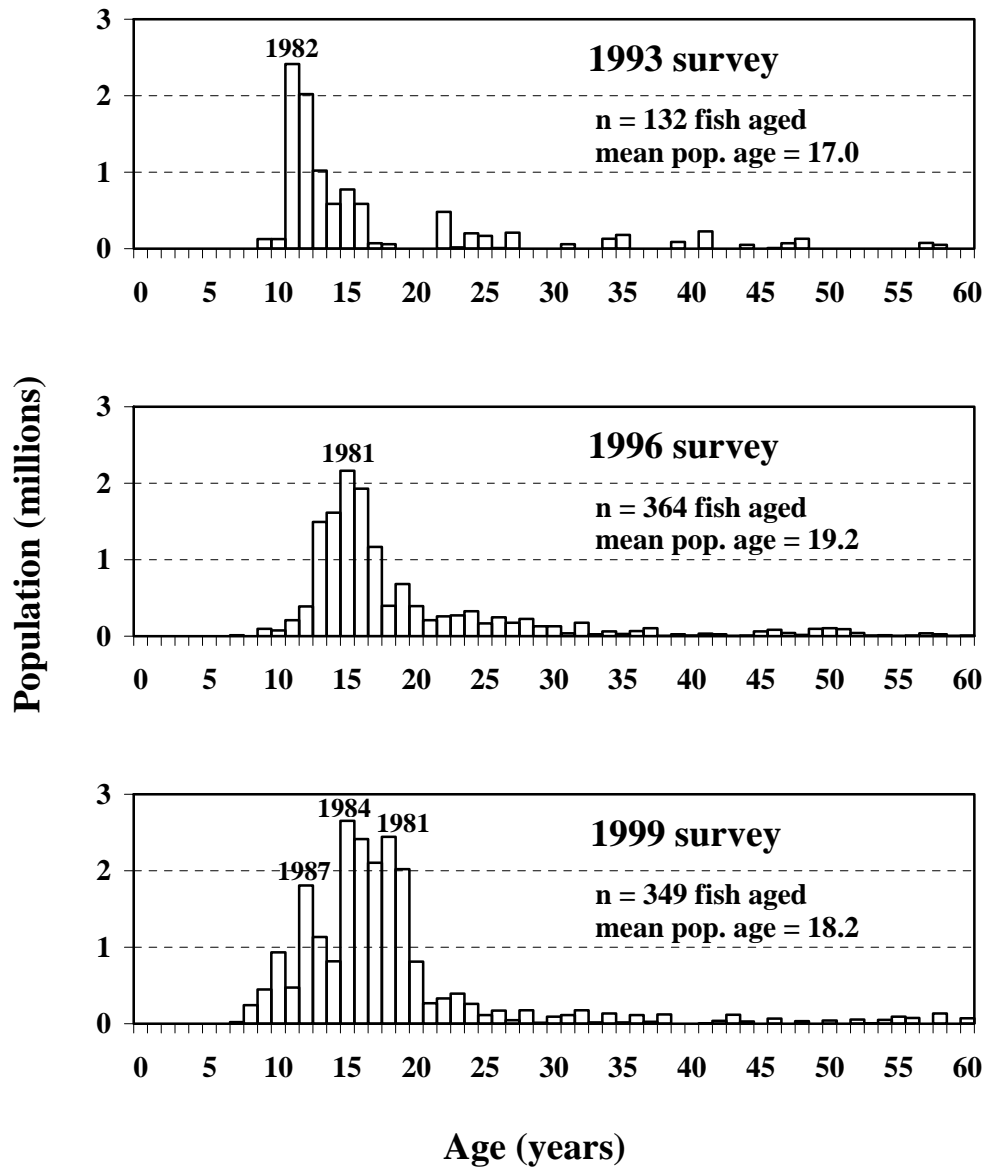 3
1982
1993 survey
2
n = 132 fish aged
mean pop. age = 17.0
1
0
0 5 10 15 20 25 30 35 40 45 50 55 60
Population (millions)
3
1981
1996 survey
2
n = 364 fish aged
mean pop. age = 19.2
1
0
0 5 10 15 20 25 30 35 40 45 50 55 60
3
1984
1981
1999 survey
1987
2
n = 349 fish aged
mean pop. age = 18.2
1
0
0 5 10 15 20 25 30 35 40 45 50 55 60
Age (years)